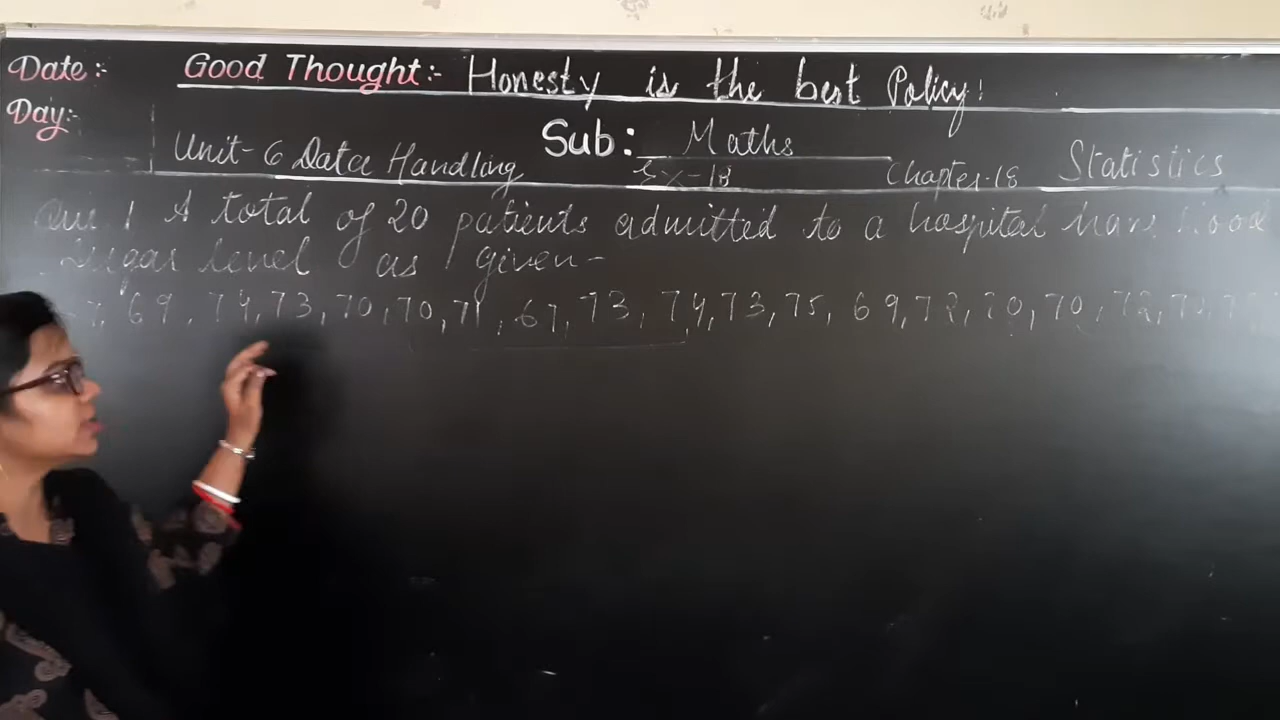 Date:- Good Thought:- Honesty is the best Policy!
Day:- Sub: Maths
Unit-6 Data Handling Ex-18 Chapter-18 Statistics
Que 1 A total of 20 patients admitted to a hospital have blood
sugar level as given-
69, 74, 73, 70, 70, 71, 67, 73, 74, 73, 75, 69, 72, 70, 70, 72,